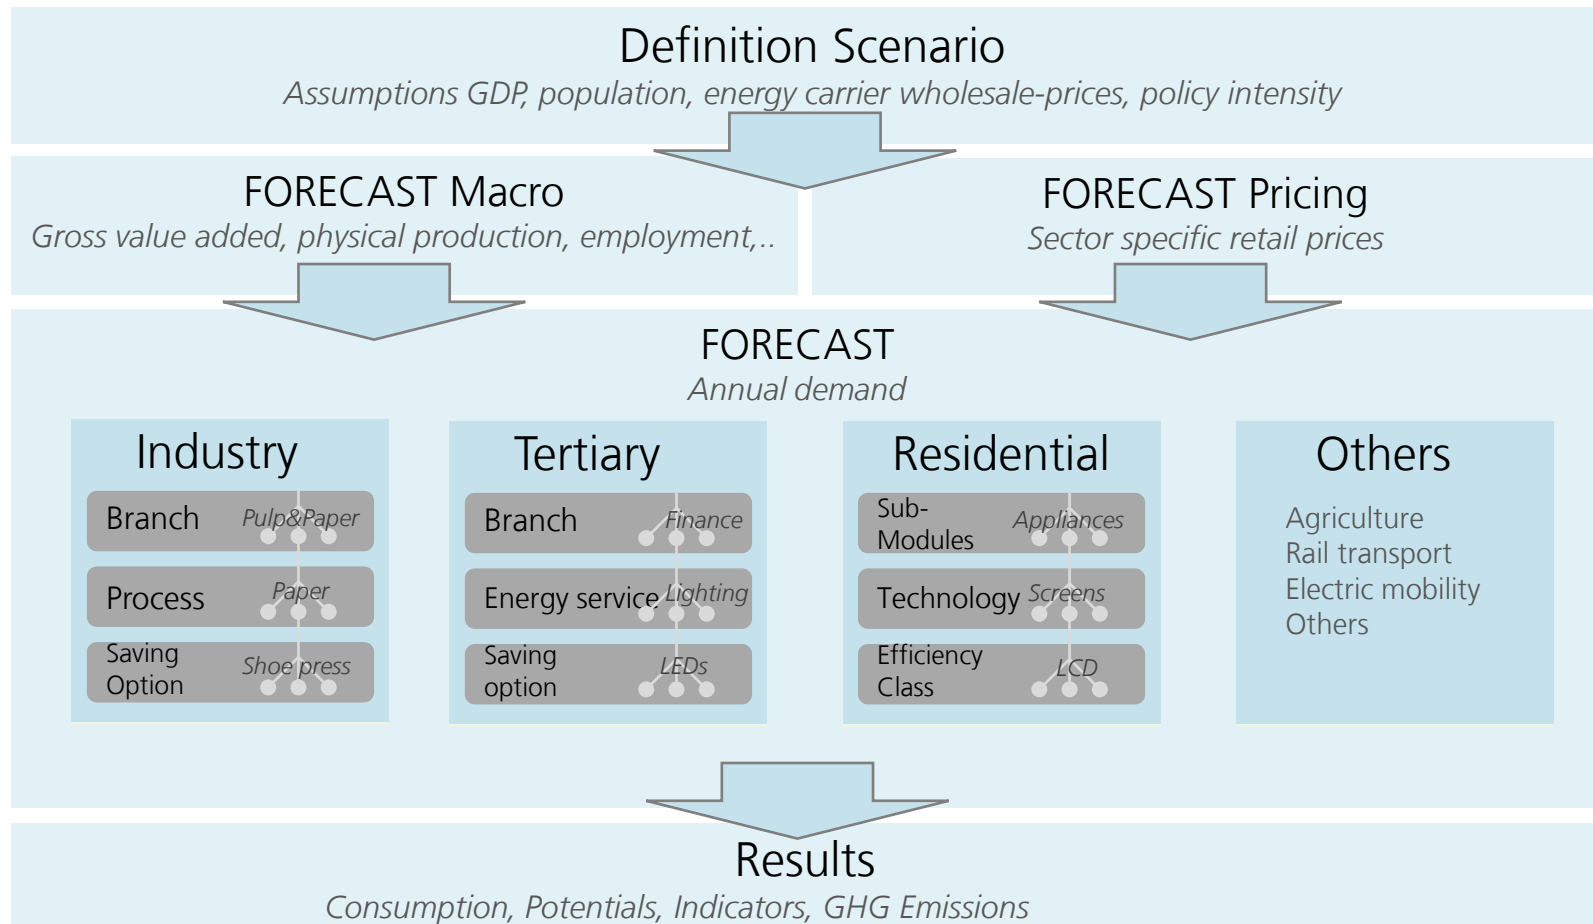 Definition Scenario
Assumptions GDP, population, energy carrier wholesale-prices, policy intensity
FORECAST Macro
Gross value added, physical production, employment,..
FORECAST Pricing
Sector specific retail prices
FORECAST
Annual demand
Industry
Branch Pulp&Paper
Process Paper
Saving
Option
Shoe press
Tertiary
Branch Finance
Energy service Lighting
Saving
option
LEDs
Residential
Sub-
Modules
Appliances
Technology Screens
Efficiency
Class
LCD
Others
Agriculture
Rail transport
Electric mobility
Others
Results
Consumption, Potentials, Indicators, GHG Emissions